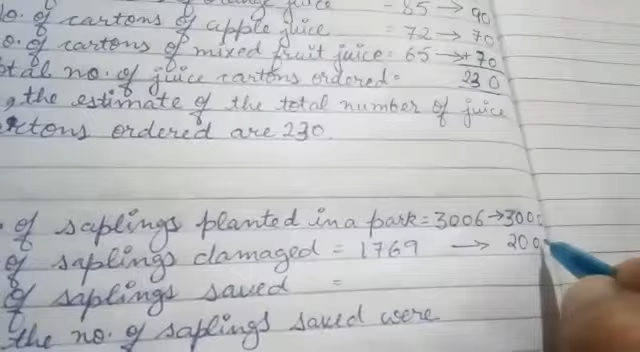 No. of cartons of apple juice = 72 → 70
No. of cartons of mixed fruit juice = 65 → + 70
Total no. of juice cartons ordered = 230
the estimate of the total number of juice
cartons ordered are 230.
of saplings planted in a park = 3006 → 300
of saplings damaged = 1769 → 200
of saplings saved =
the no. of saplings saved were